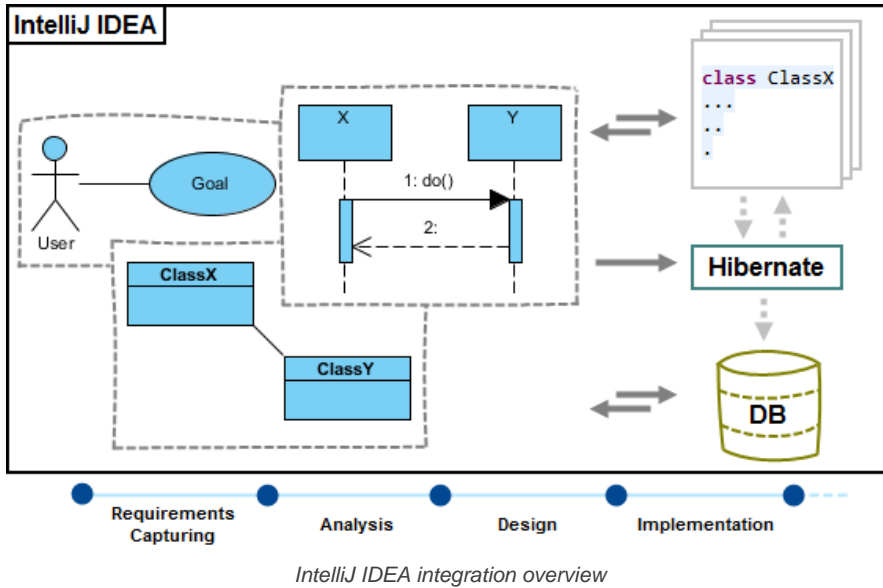 IntelliJ IDEA
class ClassX
...
..
.
X
Y
1: do()
2:
Goal
User
ClassX
ClassY
Hibernate
DB
Requirements
Capturing
Analysis
Design
Implementation
IntelliJ IDEA integration overview